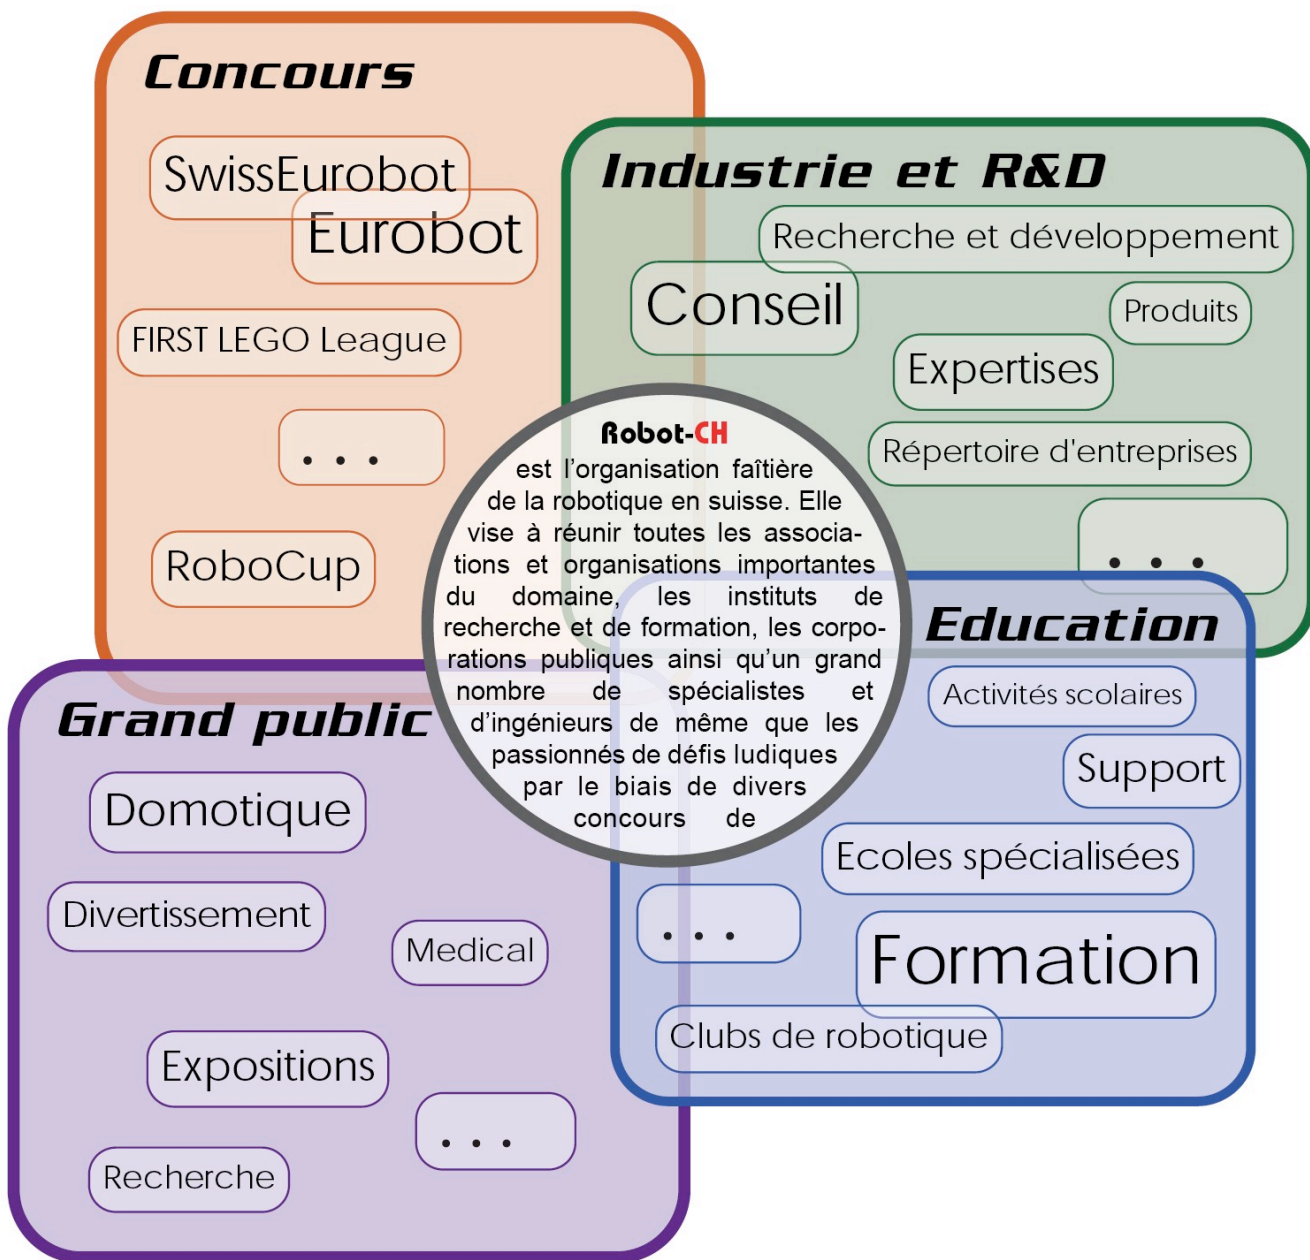 Concours
SwissEurobot
Eurobot
FIRST LEGO League
...
RoboCup
Industrie et R&D
Recherche et développement
Conseil
Produits
Expertises
Répertoire d'entreprises
...
Robot-CH
est l’organisation faîtière
de la robotique en suisse. Elle
vise à réunir toutes les associa-
tions et organisations importantes
du domaine, les instituts de
recherche et de formation, les corpo-
rations publiques ainsi qu’un grand
nombre de spécialistes et
d’ingénieurs de même que les
passionnés de défis ludiques
par le biais de divers
concours de
Grand public
Domotique
Divertissement
Medical
Expositions
...
Recherche
Education
Activités scolaires
Support
Ecoles spécialisées
...
Formation
Clubs de robotique